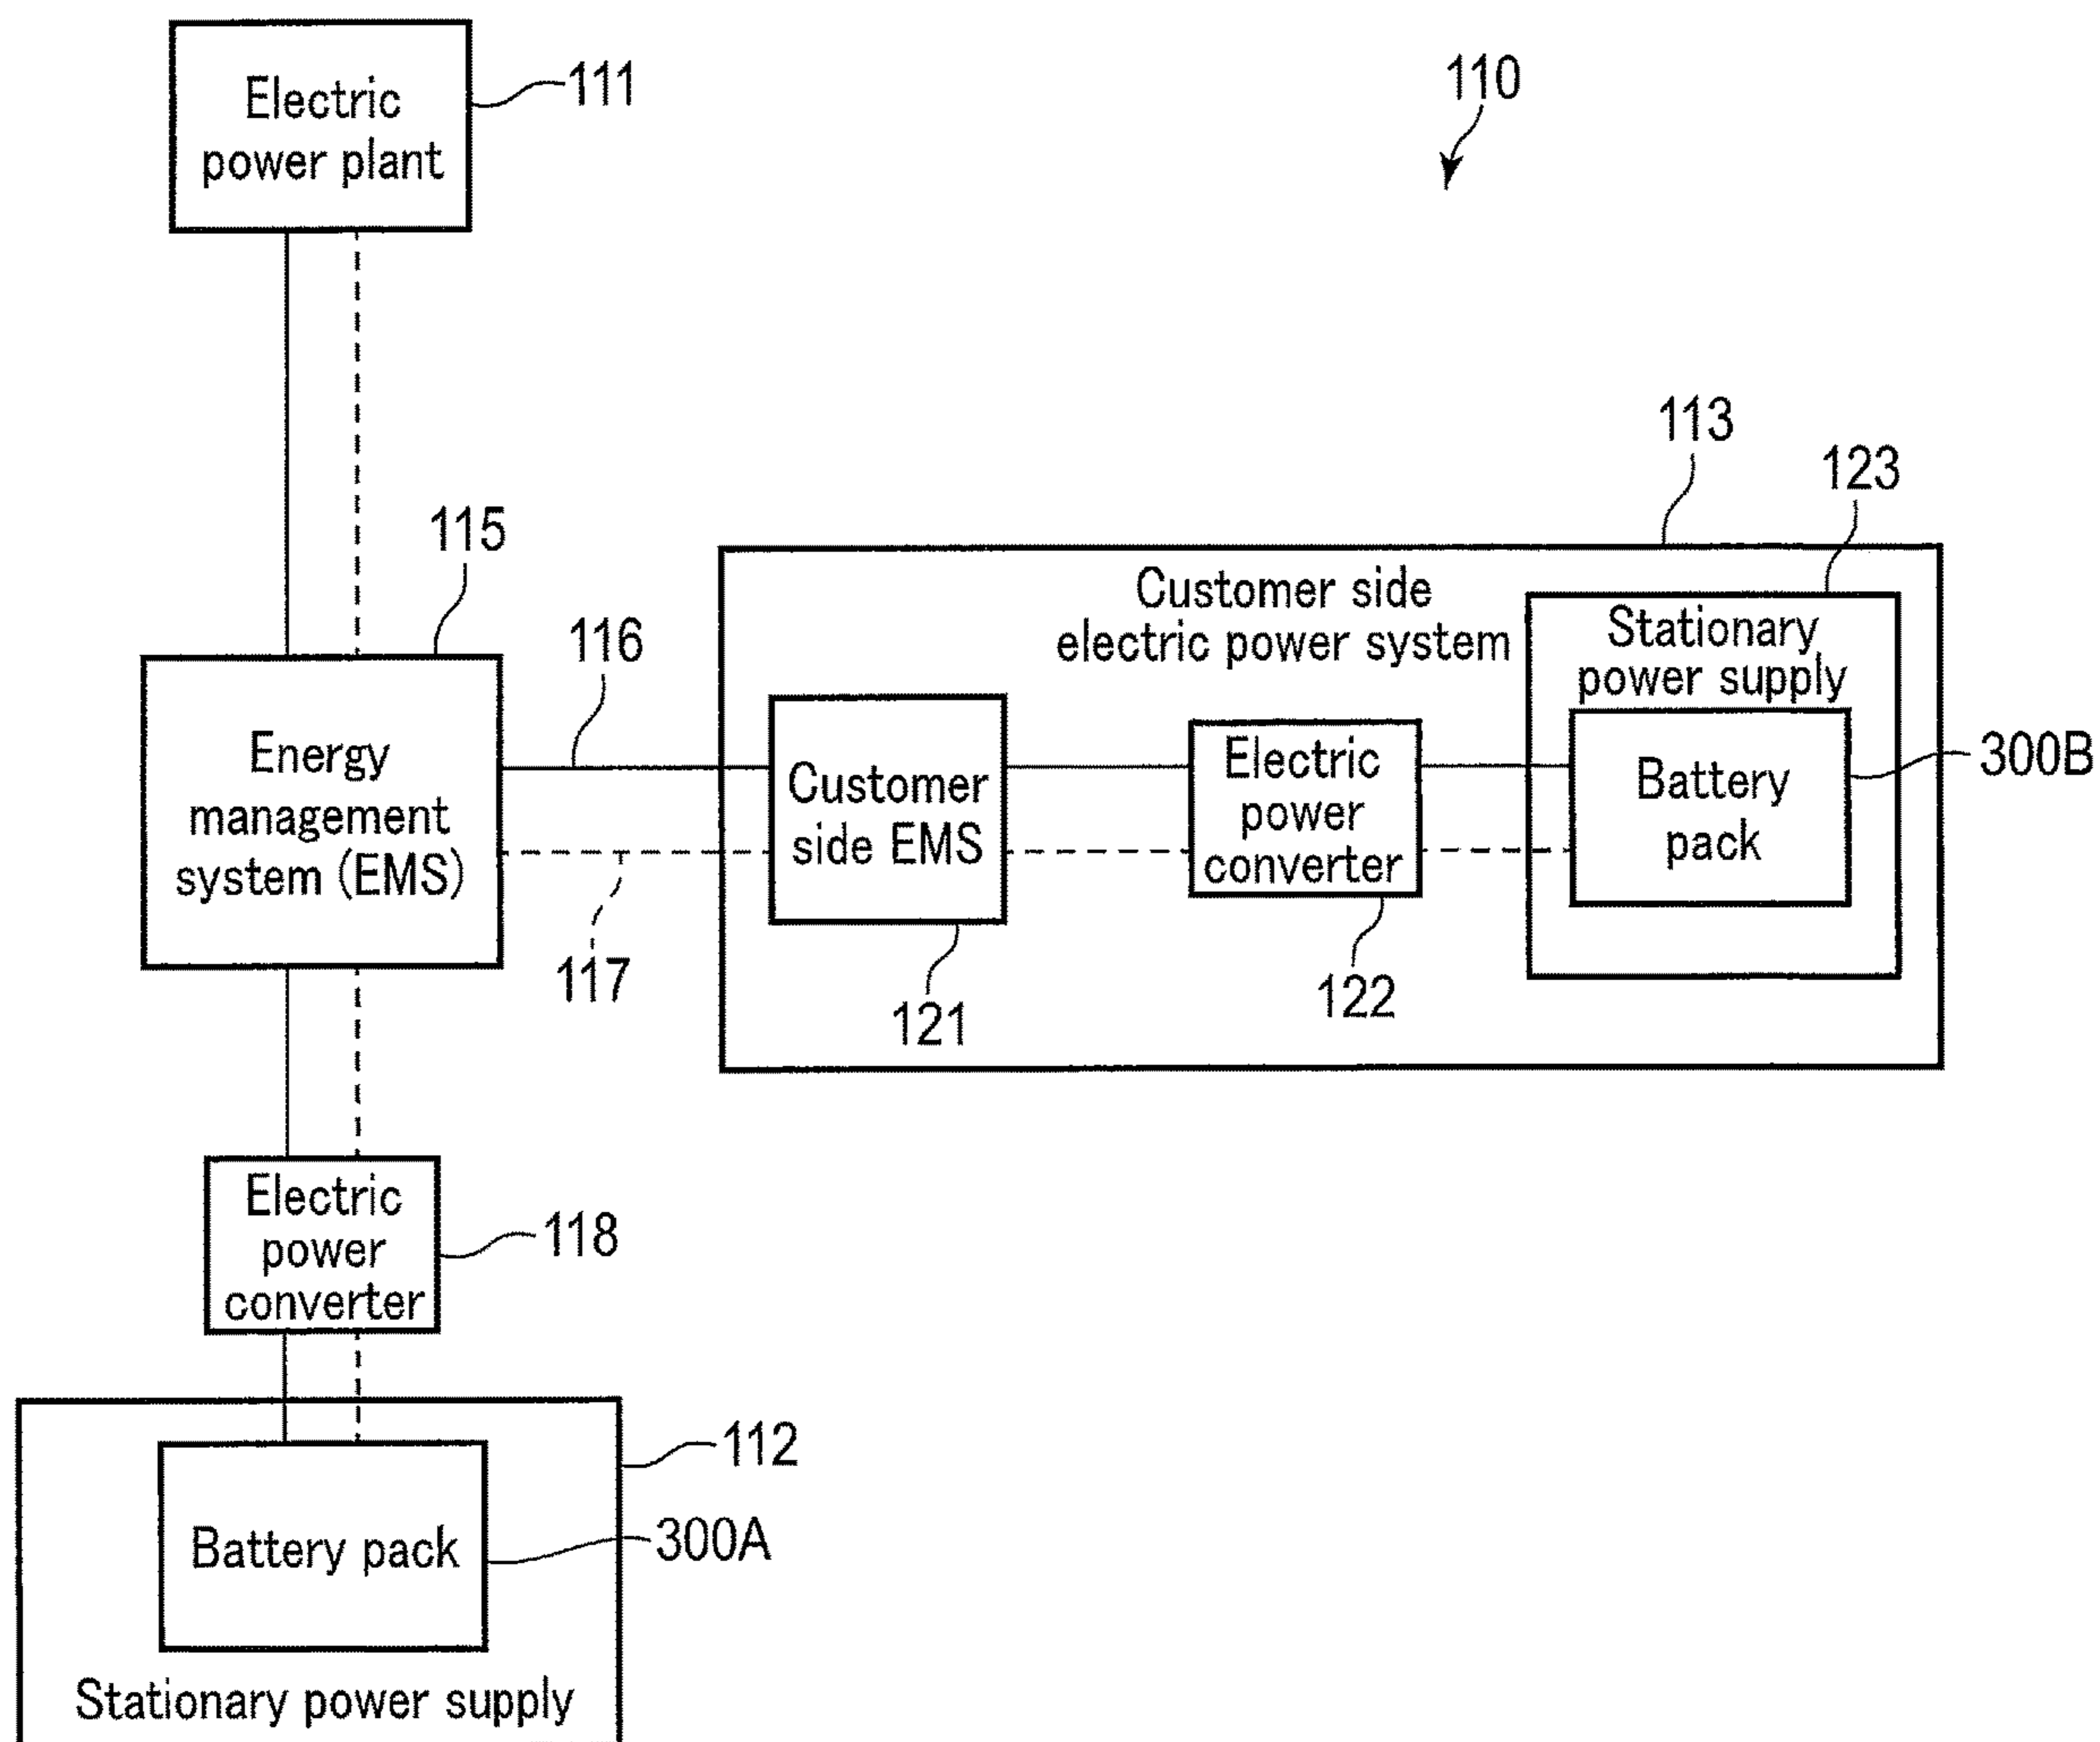 Electric
power plant
111
110
113
123
115
116
Customer side
electric power system
Stationary
power supply
Energy
management
system (EMS)
Customer
side EMS
Electric
power
converter
Battery
pack
300B
117
121
122
Electric
power
converter
118
112
Battery pack
300A
Stationary power supply